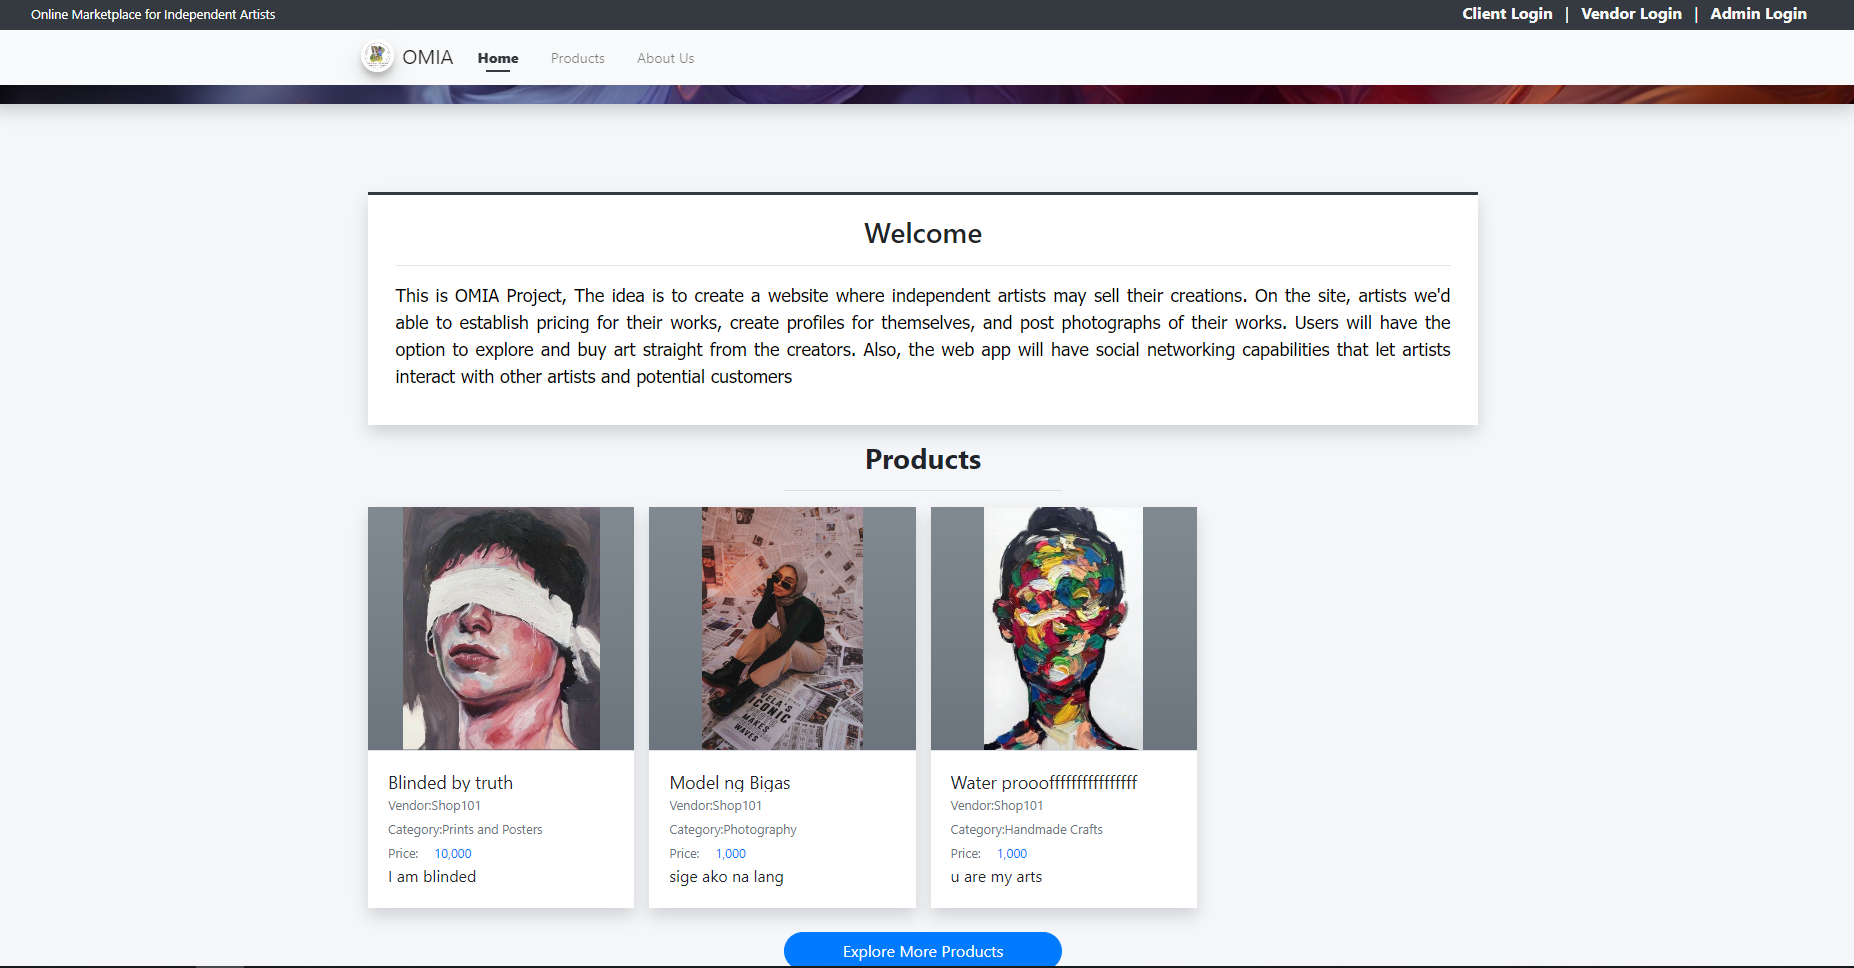 Online Marketplace for Independent Artists
Client Login | Vendor Login | Admin Login
OMIA Home Products About Us
Welcome
This is OMIA Project, The idea is to create a website where independent artists may sell their creations. On the site, artists we'd
able to establish pricing for their works, create profiles for themselves, and post photographs of their works. Users will have the
option to explore and buy art straight from the creators. Also, the web app will have social networking capabilities that let artists
interact with other artists and potential customers
Products
VELA'S
ICONIC
MAKES
WAVES
Blinded by truth
Vendor:Shop101
Category:Prints and Posters
Price: 10,000
I am blinded
Model ng Bigas
Vendor:Shop101
Category:Photography
Price: 1,000
sige ako na lang
Water prooofffffffffffffffff
Vendor:Shop101
Category:Handmade Crafts
Price: 1,000
u are my arts
Explore More Products